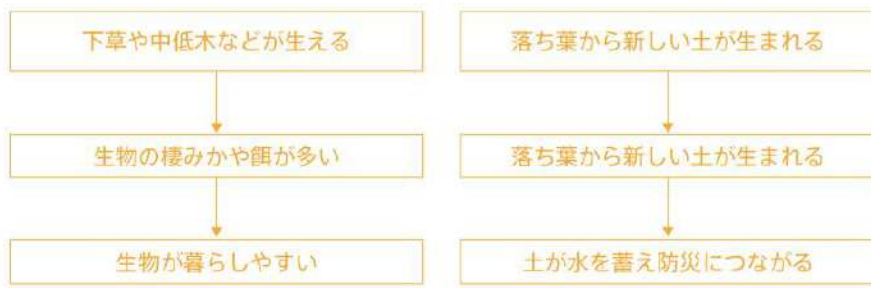 下草や中低木などが生える
生物の棲みかや餌が多い
生物が暮らしやすい
落ち葉から新しい土が生まれる
落ち葉から新しい土が生まれる
土が水を蓄え防災につながる